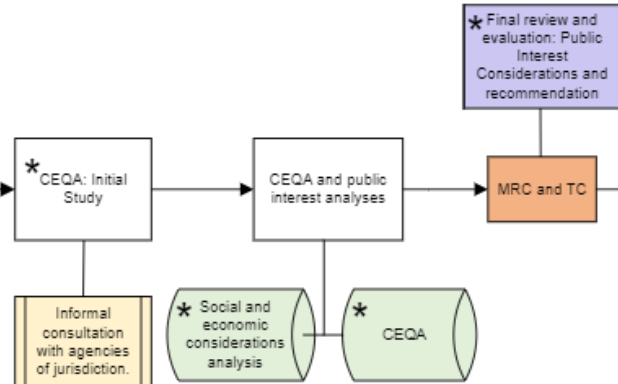 * Final review and
evaluation: Public
Interest
Considerations and
recommendation
* CEQA: Initial
Study
CEQA and public
interest analyses
MRC and TC
Informal
consultation
with agencies
of jurisdiction.
* Social and
economic
considerations
analysis
* CEQA